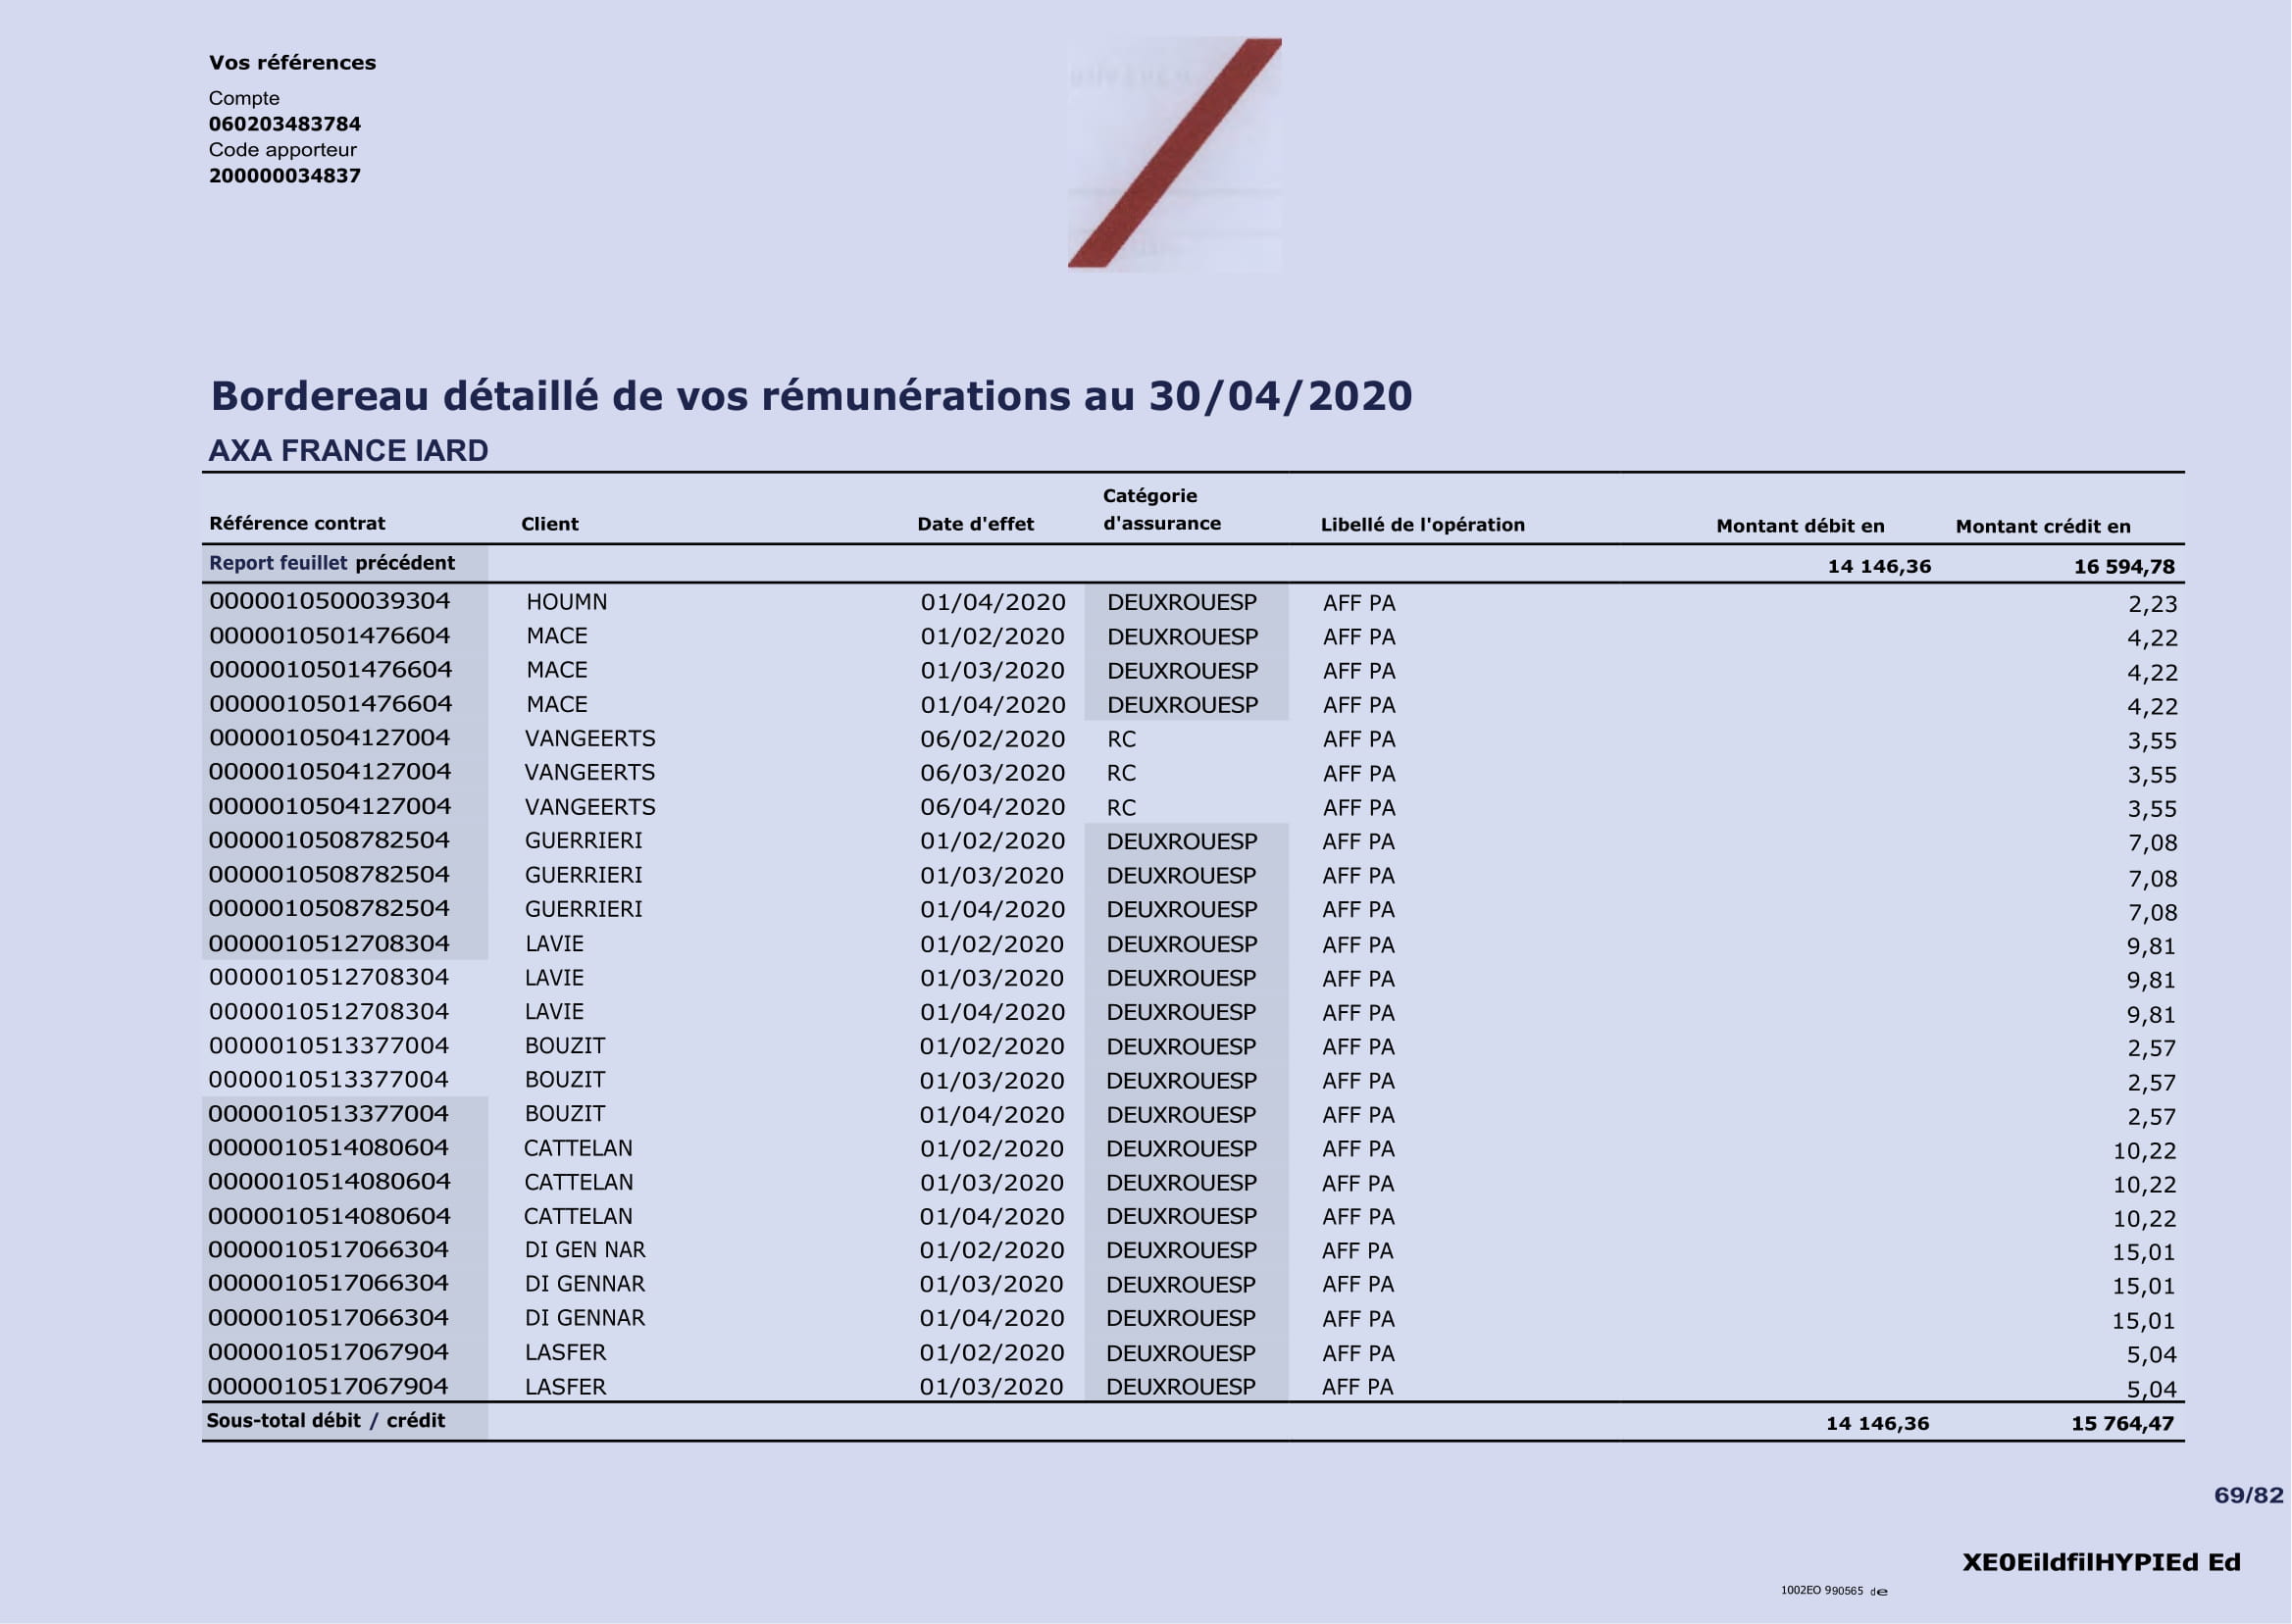 Vos références
Compte
060203483784
Code apporteur
200000034837
Bordereau détaillé de vos rémunérations au 30/04/2020
AXA FRANCE IARD
Référence contrat Client Date d'effet Catégorie d'assurance Libellé de l'opération Montant débit en Montant crédit en
Report feuillet précédent 14 146,36 16 594,78
0000010500039304 HOUMN 01/04/2020 DEUXROUESP AFF PA 2,23
0000010501476604 MACE 01/02/2020 DEUXROUESP AFF PA 4,22
0000010501476604 MACE 01/03/2020 DEUXROUESP AFF PA 4,22
0000010501476604 MACE 01/04/2020 DEUXROUESP AFF PA 4,22
0000010504127004 VANGEERTS 06/02/2020 RC AFF PA 3,55
0000010504127004 VANGEERTS 06/03/2020 RC AFF PA 3,55
0000010504127004 VANGEERTS 06/04/2020 RC AFF PA 3,55
0000010508782504 GUERRIERI 01/02/2020 DEUXROUESP AFF PA 7,08
0000010508782504 GUERRIERI 01/03/2020 DEUXROUESP AFF PA 7,08
0000010508782504 GUERRIERI 01/04/2020 DEUXROUESP AFF PA 7,08
0000010512708304 LAVIE 01/02/2020 DEUXROUESP AFF PA 9,81
0000010512708304 LAVIE 01/03/2020 DEUXROUESP AFF PA 9,81
0000010512708304 LAVIE 01/04/2020 DEUXROUESP AFF PA 9,81
0000010513377004 BOUZIT 01/02/2020 DEUXROUESP AFF PA 2,57
0000010513377004 BOUZIT 01/03/2020 DEUXROUESP AFF PA 2,57
0000010513377004 BOUZIT 01/04/2020 DEUXROUESP AFF PA 2,57
0000010514080604 CATTELAN 01/02/2020 DEUXROUESP AFF PA 10,22
0000010514080604 CATTELAN 01/03/2020 DEUXROUESP AFF PA 10,22
0000010514080604 CATTELAN 01/04/2020 DEUXROUESP AFF PA 10,22
0000010517066304 DI GEN NAR 01/02/2020 DEUXROUESP AFF PA 15,01
0000010517066304 DI GENNAR 01/03/2020 DEUXROUESP AFF PA 15,01
0000010517066304 DI GENNAR 01/04/2020 DEUXROUESP AFF PA 15,01
0000010517067904 LASFER 01/02/2020 DEUXROUESP AFF PA 5,04
0000010517067904 LASFER 01/03/2020 DEUXROUESP AFF PA 5,04
Sous-total débit / crédit 14 146,36 15 764,47
69/82
XE0EildfilHYPIEd Ed
1002EO 990565 de